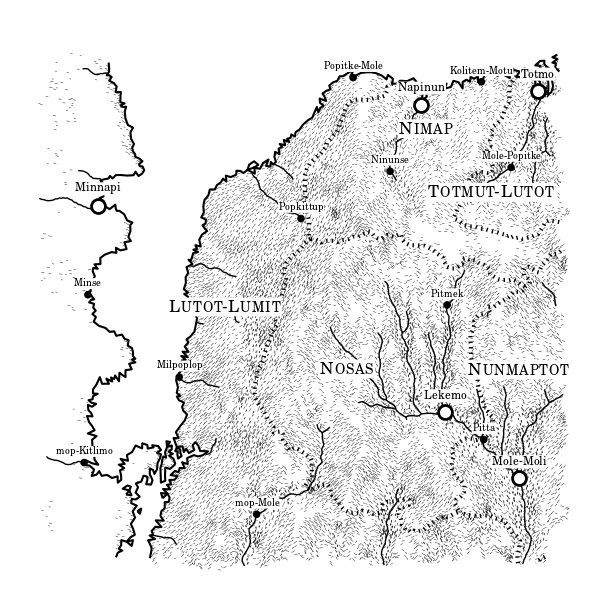 Popitke-Mole
Kolitem-Motu
Totmo
Napinun
NIMAP
Ninunse
Mole-Popitke
Minnapi
TOTMUT-LUTOT
Popkittup
Minse
Pitmek
LUTOT-LUMIT
Milpoplop
NOSAS
NUNMAPTOT
Lekemo
Pitta
mop-Kitlimo
Mole-Moli
mop-Mole